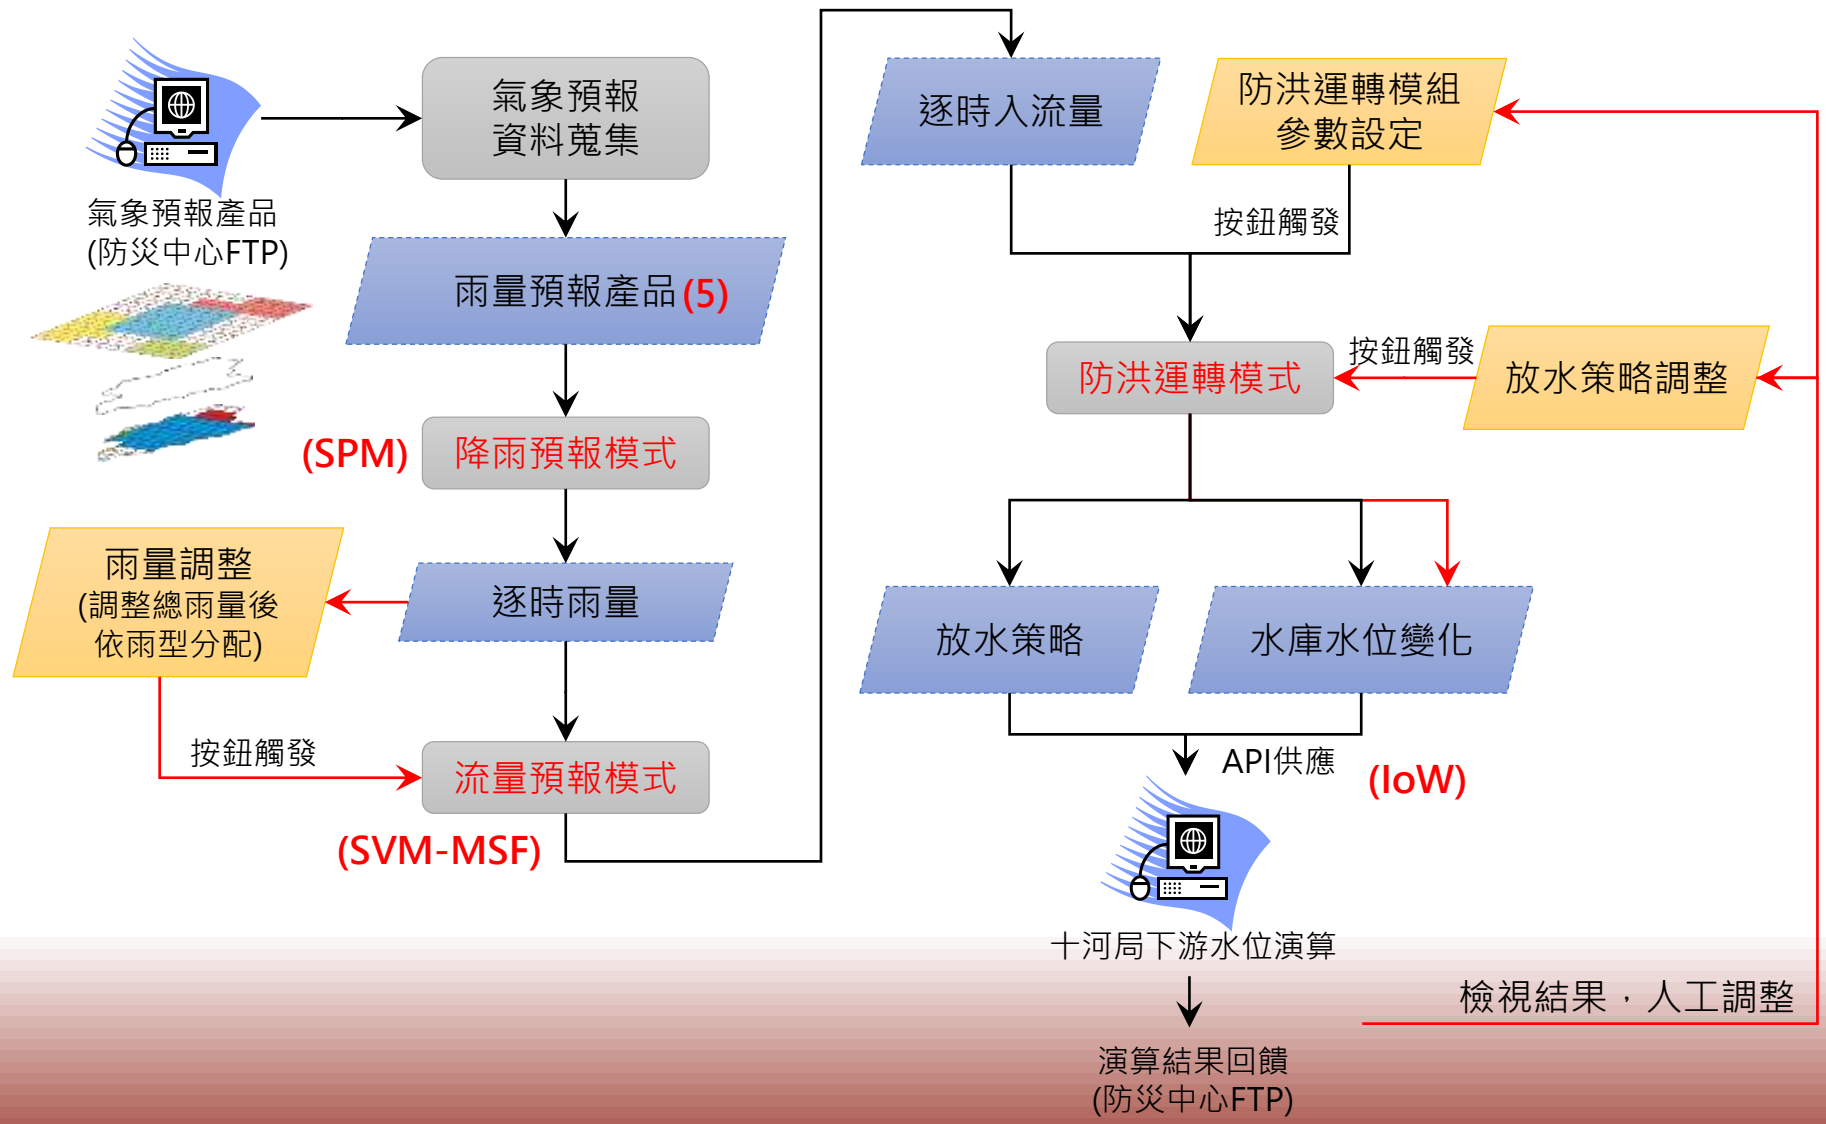 氣象預報產品
(防災中心FTP)
氣象預報
資料蒐集
雨量預報產品(5)
(SPM)
降雨預報模式
逐時雨量
雨量調整
(調整總雨量後
依雨型分配)
按鈕觸發
流量預報模式
(SVM-MSF)
逐時入流量
防洪運轉模組
參數設定
按鈕觸發
防洪運轉模式
按鈕觸發
放水策略調整
放水策略
水庫水位變化
API供應
(IoW)
十河局下游水位演算
檢視結果，人工調整
演算結果回饋
(防災中心FTP)